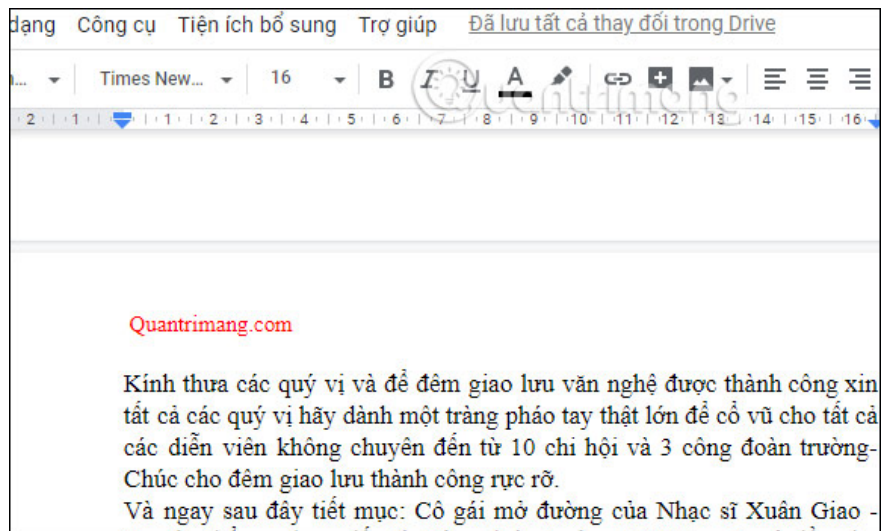 dạng Công cụ Tiện ích bổ sung Trợ giúp Đã lưu tất cả thay đổi trong Drive
Times New... 16 B I U A
Quantrimang
2 1 1 2 3 4 5 6 7 8 9 10 11 12 13 14 15 16
Quantrimang.com
Kính thưa các quý vị và để đêm giao lưu văn nghệ được thành công xin
tất cả các quý vị hãy dành một tràng pháo tay thật lớn để cổ vũ cho tất cả
các diễn viên không chuyên đến từ 10 chi hội và 3 công đoàn trường-
Chúc cho đêm giao lưu thành công rực rỡ.
Và ngay sau đây tiết mục: Cô gái mở đường của Nhạc sĩ Xuân Giao -